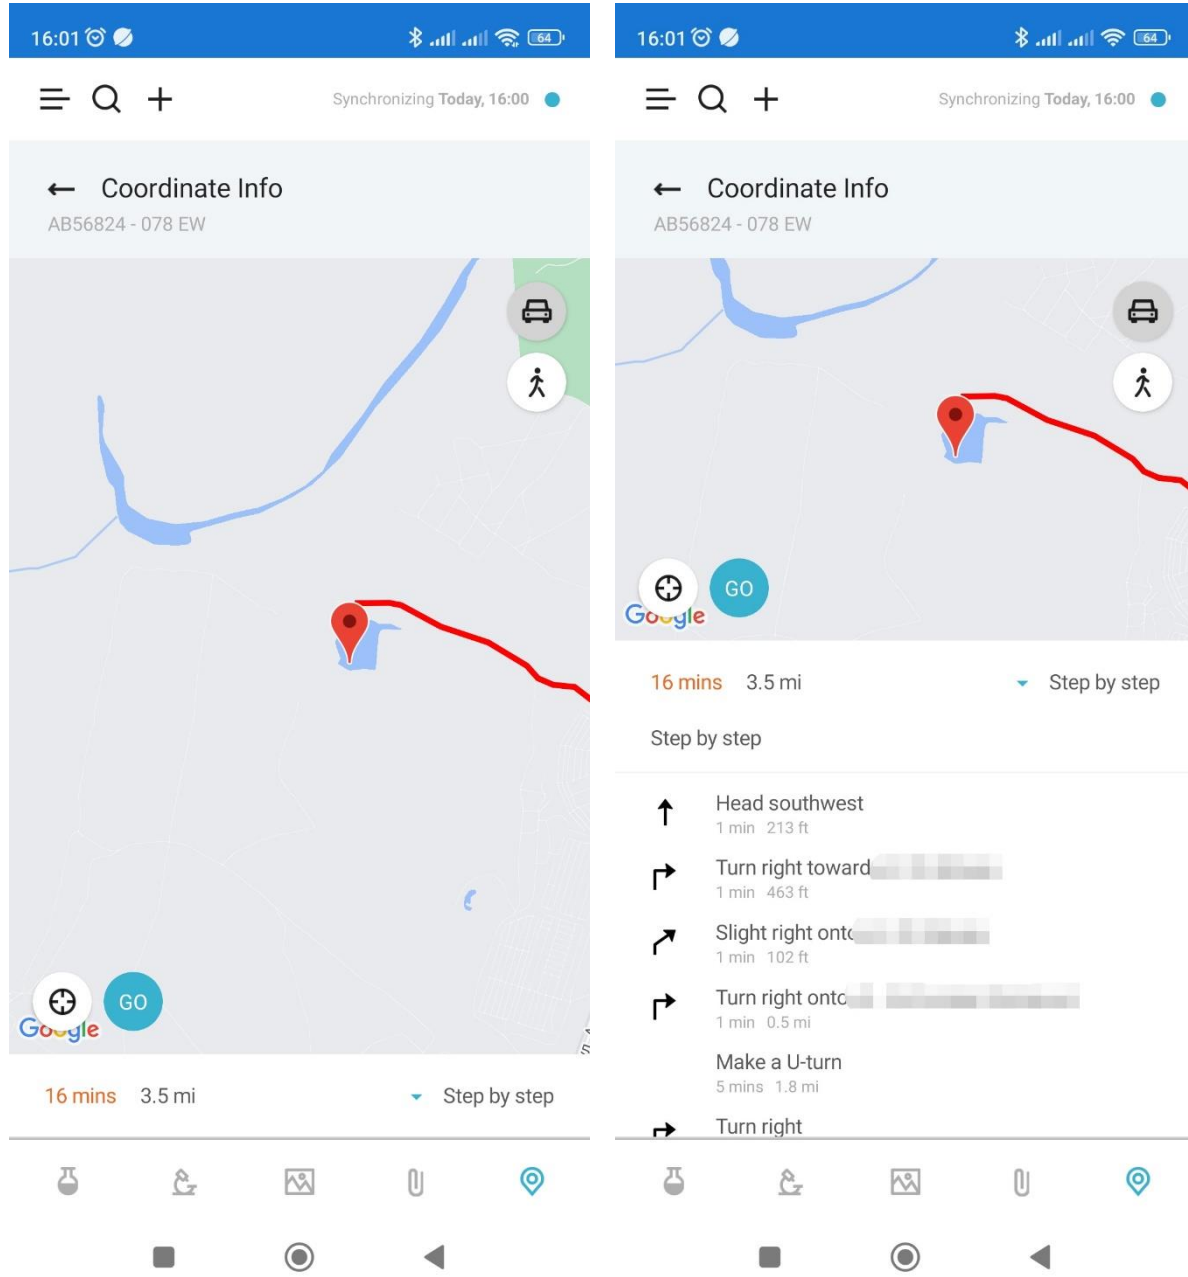 16:01 64
Synchronizing Today, 16:00
Coordinate Info
AB56824 - 078 EW
GO
Google
16 mins 3.5 mi Step by step
16:01 64
Synchronizing Today, 16:00
Coordinate Info
AB56824 - 078 EW
GO
Google
16 mins 3.5 mi Step by step
Step by step
Head southwest
1 min 213 ft
Turn right toward
1 min 463 ft
Slight right onto
1 min 102 ft
Turn right onto
1 min 0.5 mi
Make a U-turn
5 mins 1.8 mi
Turn right